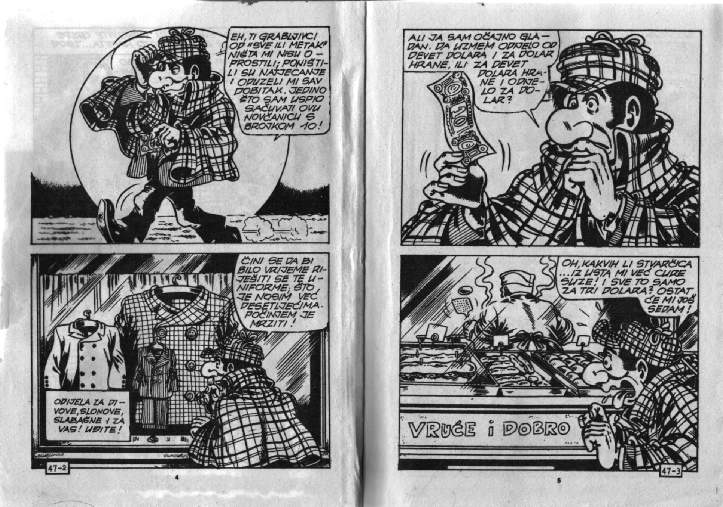 EH, TI GRABLJIVCI
OD "SVE ILI METAK"
NIŠTA MI NISU O-
PROSTILI; PONIŠTI-
LI SU NATJECANJE
ODUZELI MI SAV
DOBITAK. JEDINO
ŠTO SAM USPIO
SAČUVATI OVU
NOVČANICU S
BROJKOM 10!
ČINI SE DA BI
BILO VRIJEME RI-
JEŠITI SE TE U-
NIFORME, ŠTO
JE NOSIM VEĆ
DESETLJEĆIMA.
POČINJEM JE
MRZITI!
ODIJELA ZA DI-
VOVE, SLONOVE,
SLABAŠNE I ZA
VAS! UĐITE!
47-2
4
ALI JA SAM OČAJNO GLA-
DAN. DA UZMEM ODIJELO OD
DEVET DOLARA I ZA DOLAR
HRANE, ILI ZA DEVET
DOLARA HRA-
NE I ODIJE-
LO ZA DO-
LAR?
OH, KAKVIH LI STVARČICA
...IZ USTA MI VEĆ CURE
SUZE! I SVE TO SAMO
ZA TRI DOLARA? OSTAT
ĆE MI JOŠ
SEDAM!
VRUĆE i DOBRO
47-3
5